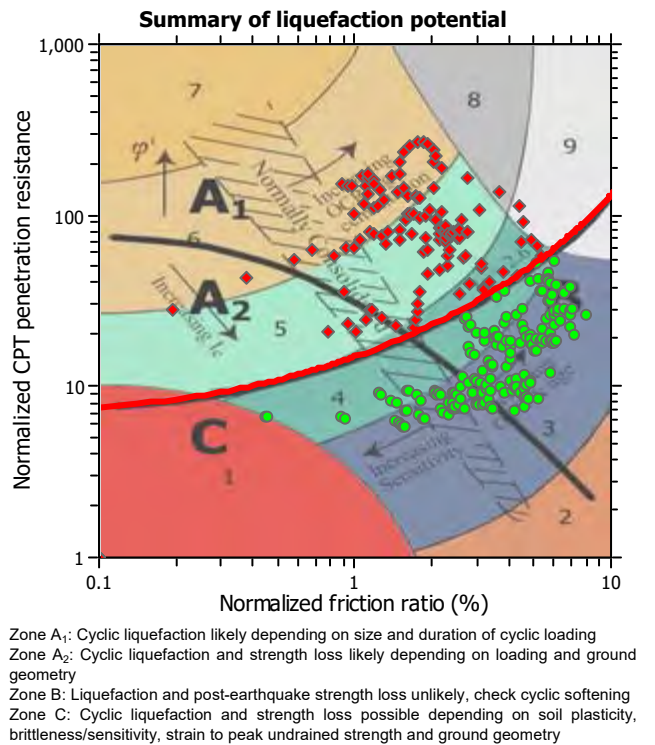 Summary of liquefaction potential
1,000
100
10
1
0.1
1
10
Normalized CPT penetration resistance
Normalized friction ratio (%)
7
8
9
φ'
A1
Normally
Increasing
OCR
6
A2
Increasing Ic
5
4
C
1
Increasing
Sensitivity
3
2
Zone A₁: Cyclic liquefaction likely depending on size and duration of cyclic loading
Zone A₂: Cyclic liquefaction and strength loss likely depending on loading and ground
geometry
Zone B: Liquefaction and post-earthquake strength loss unlikely, check cyclic softening
Zone C: Cyclic liquefaction and strength loss possible depending on soil plasticity,
brittleness/sensitivity, strain to peak undrained strength and ground geometry